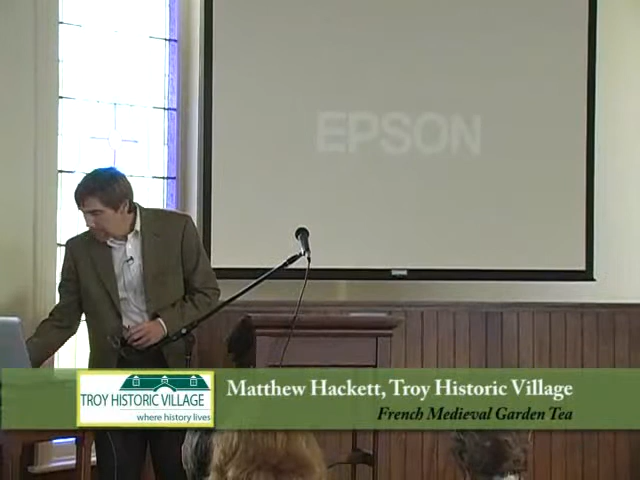 EPSON
TROY HISTORIC VILLAGE
where history lives
Matthew Hackett, Troy Historic Village
French Medieval Garden Tea